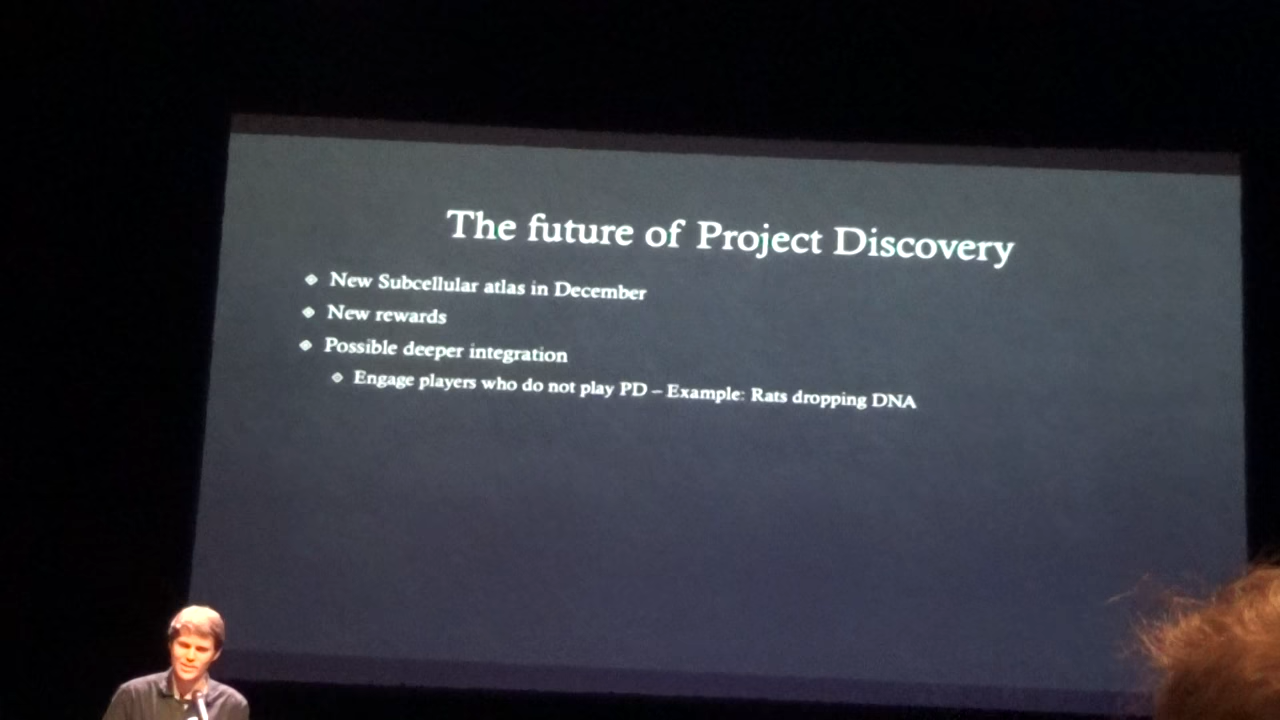 The future of Project Discovery
New Subcellular atlas in December
New rewards
Possible deeper integration
Engage players who do not play PD – Example: Rats dropping DNA